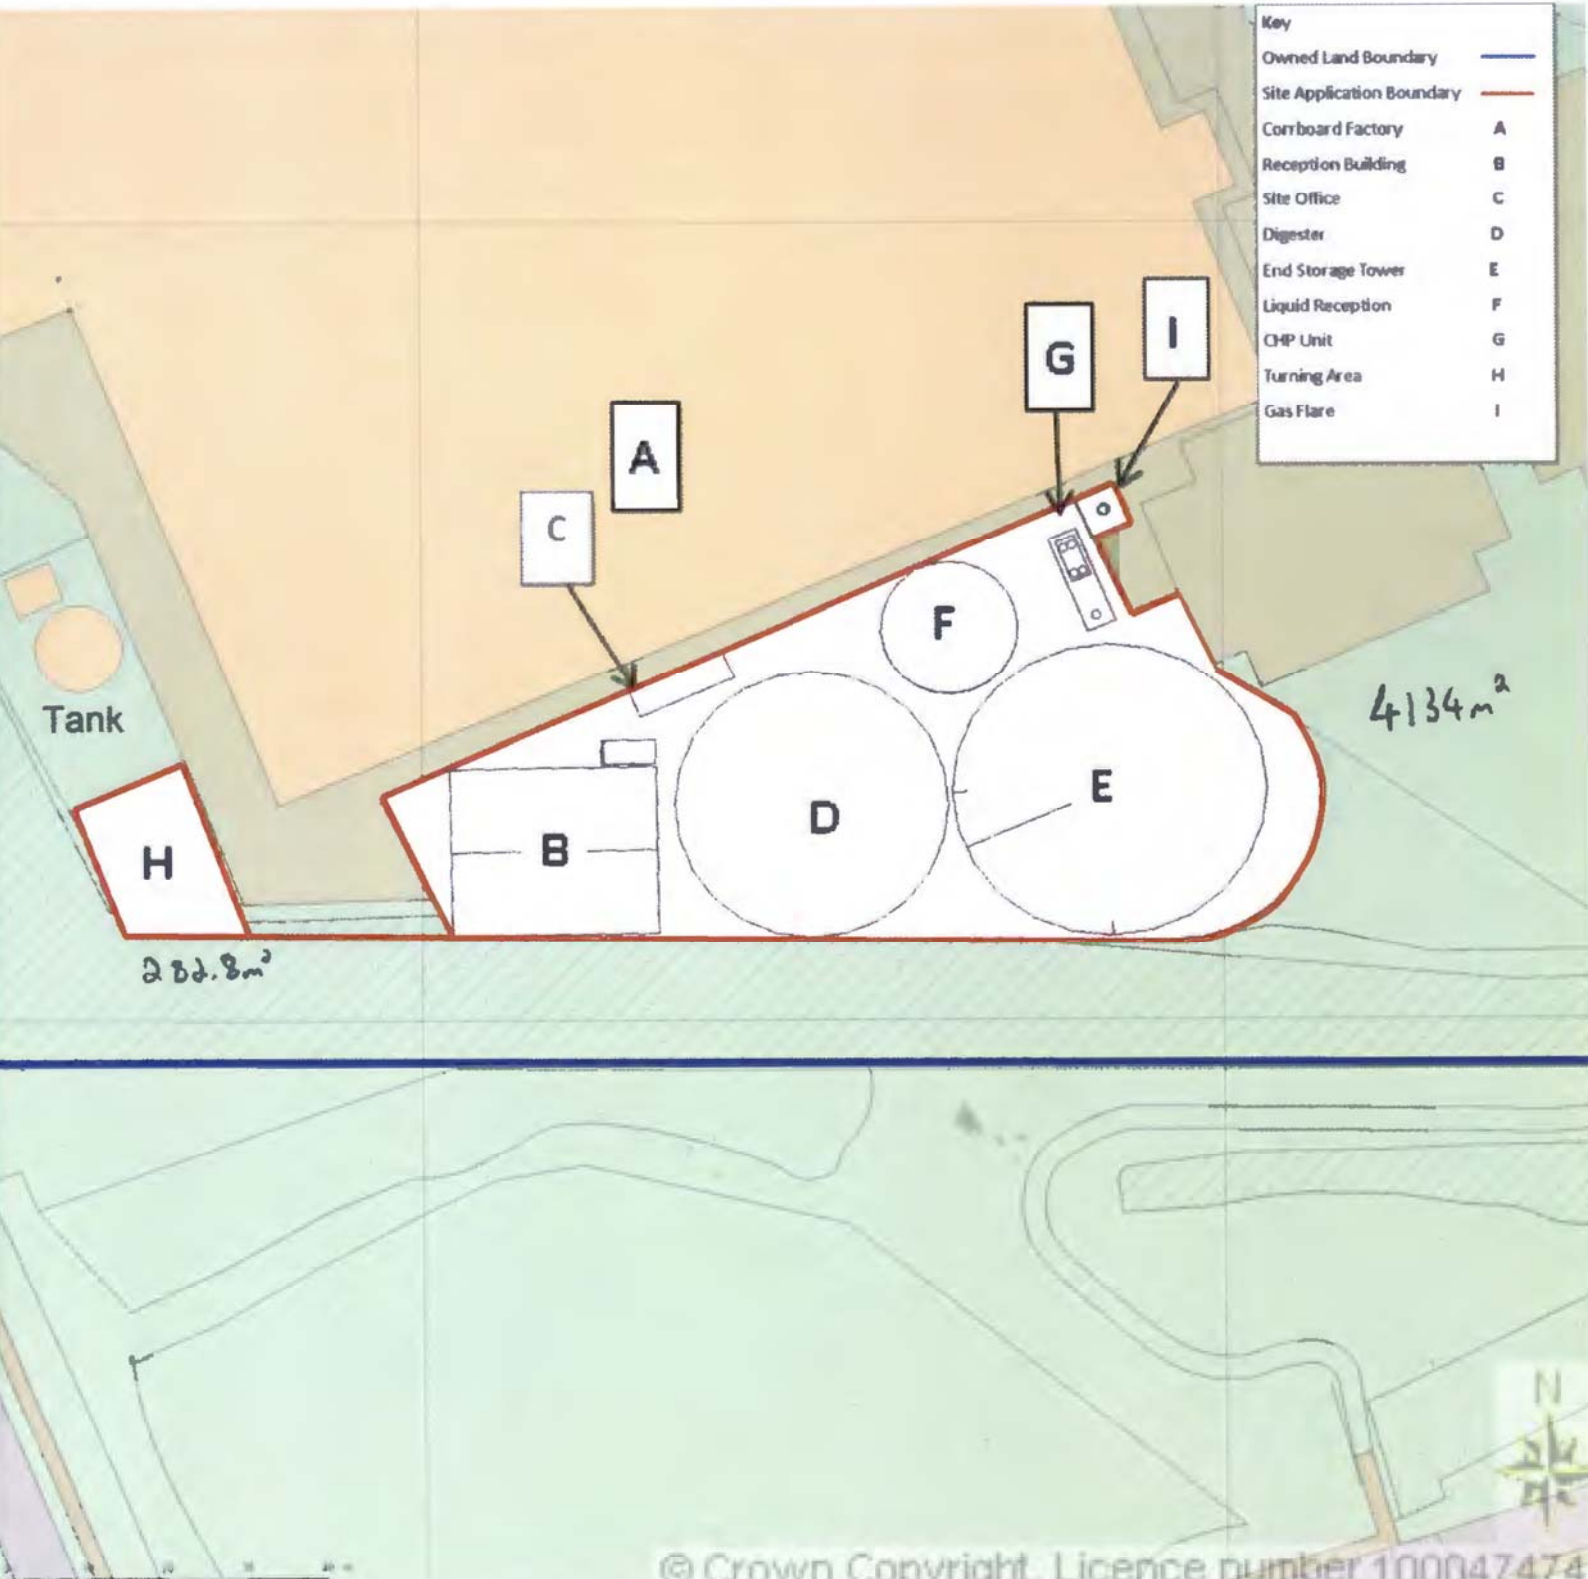 Key
Owned Land Boundary
Site Application Boundary
Corrboard Factory A
Reception Building B
Site Office C
Digester D
End Storage Tower E
Liquid Reception F
CHP Unit G
Turning Area H
Gas Flare I
I
G
A
C
F
Tank
4134m²
E
D
B
H
282.8m²
N
© Crown Copyright. Licence number 100047474